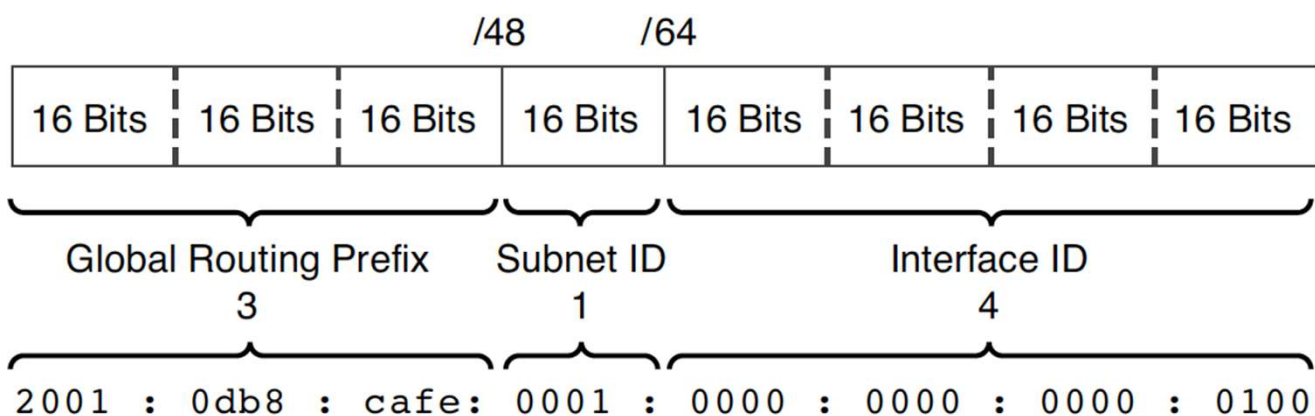 /48 /64
16 Bits 16 Bits 16 Bits 16 Bits 16 Bits 16 Bits 16 Bits 16 Bits
Global Routing Prefix Subnet ID Interface ID
3 1 4
2001 : 0db8 : cafe: 0001 : 0000 : 0000 : 0000 : 0100